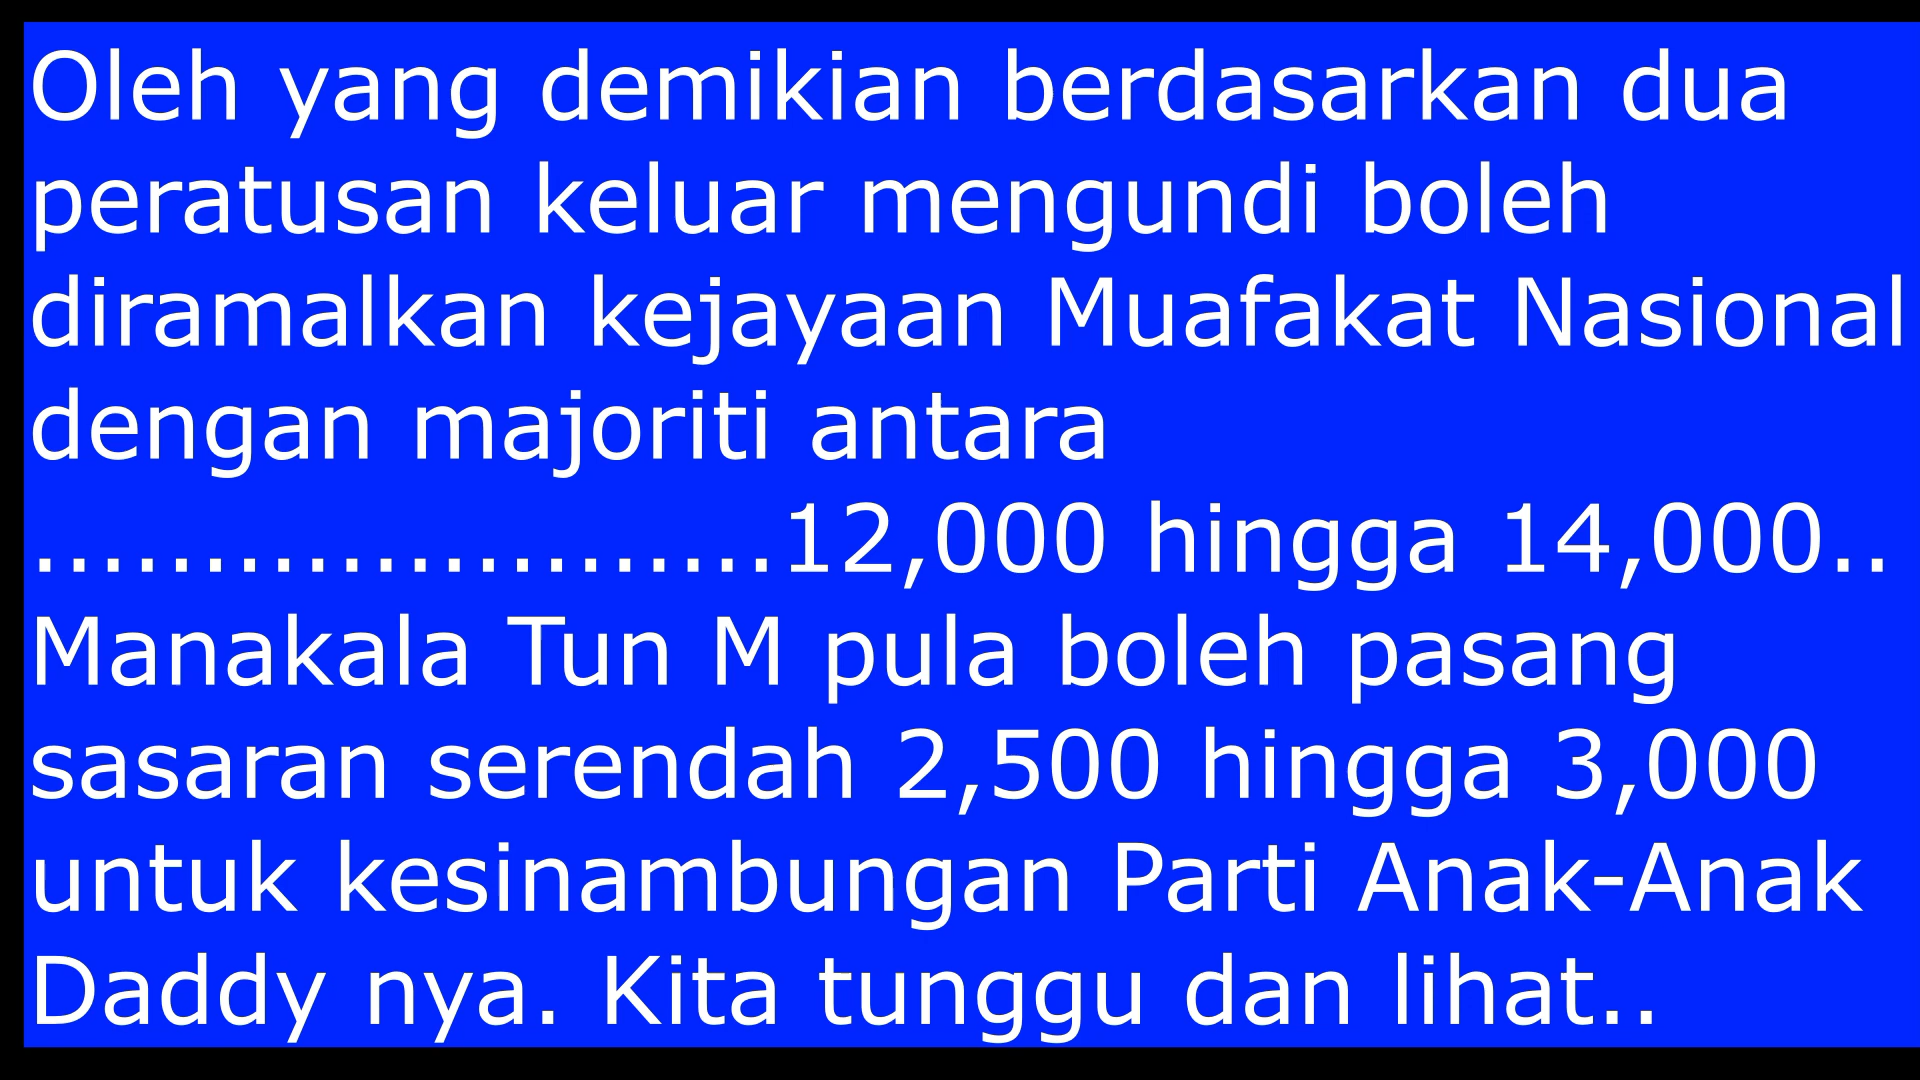 Oleh yang demikian berdasarkan dua
peratusan keluar mengundi boleh
diramalkan kejayaan Muafakat Nasional
dengan majoriti antara
......................12,000 hingga 14,000..
Manakala Tun M pula boleh pasang
sasaran serendah 2,500 hingga 3,000
untuk kesinambungan Parti Anak-Anak
Daddy nya. Kita tunggu dan lihat..